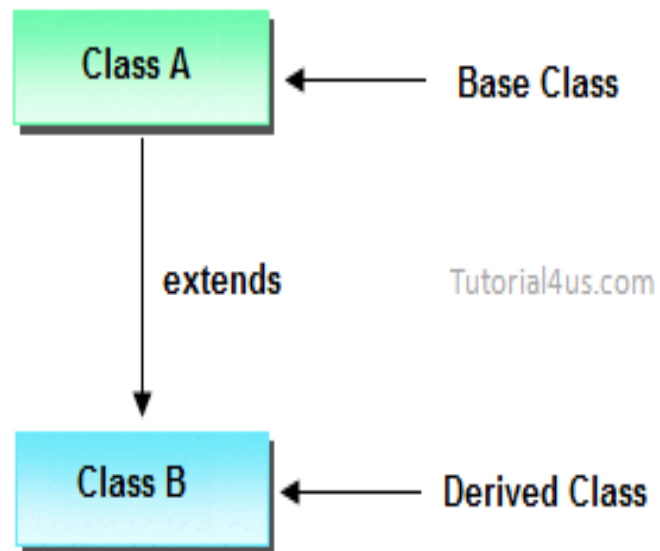 Class A
Base Class
extends
Tutorial4us.com
Class B
Derived Class